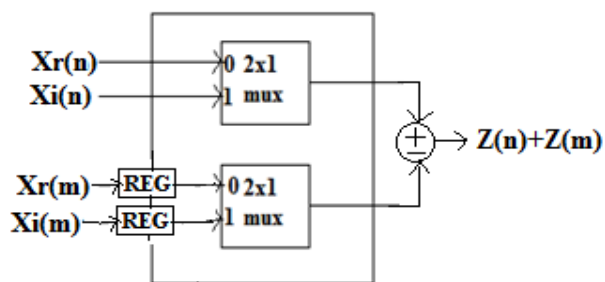 Xr(n)
0 2x1
Xi(n)
1 mux
+
−
Z(n)+Z(m)
Xr(m)
REG
0 2x1
Xi(m)
REG
1 mux